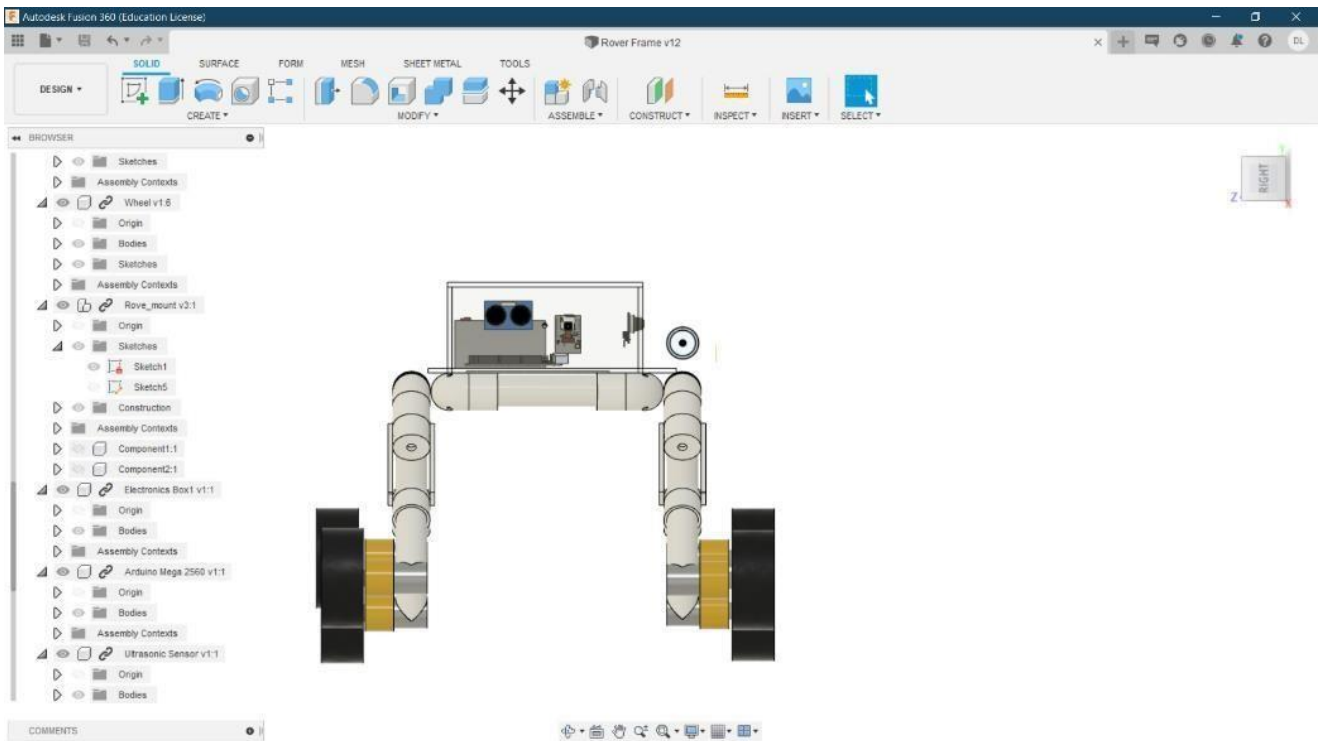 Autodesk Fusion 360 (Education License)
Rover Frame v12
DL
SOLID SURFACE FORM MESH SHEET METAL TOOLS
DESIGN
CREATE MODIFY ASSEMBLE CONSTRUCT INSPECT INSERT SELECT
BROWSER
Sketches
Assembly Contexts
Wheel v1:6
Origin
Bodies
Sketches
Assembly Contexts
Rove_mount v3:1
Origin
Sketches
Sketch1
Sketch5
Construction
Assembly Contexts
Component1:1
Component2:1
Electronics Box1 v1:1
Origin
Bodies
Assembly Contexts
Arduino Mega 2560 v1:1
Origin
Bodies
Assembly Contexts
Ultrasonic Sensor v1:1
Origin
Bodies
COMMENTS
Y
RIGHT
Z
X